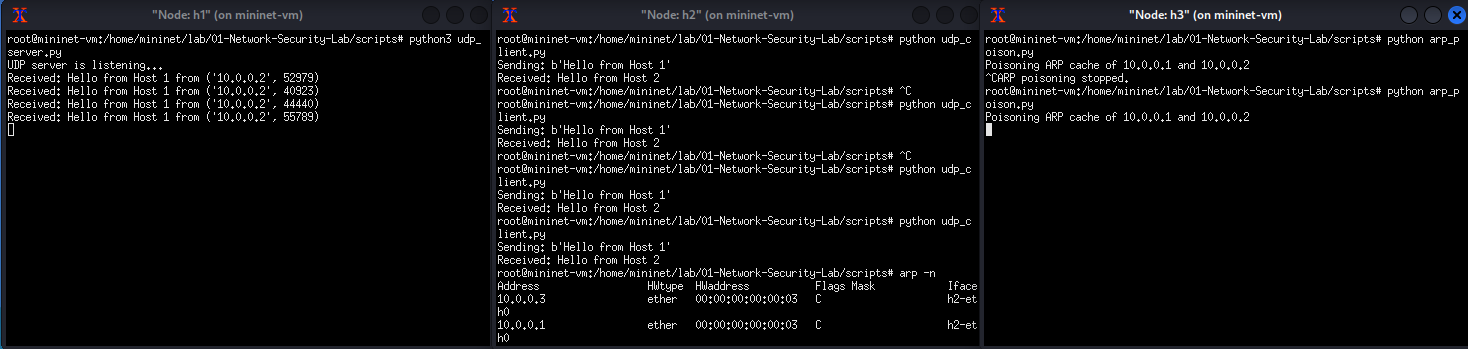 "Node: h1" (on mininet-vm)
root@mininet-vm:/home/mininet/lab/01-Network-Security-Lab/scripts# python3 udp_
server.py
UDP server is listening...
Received: Hello from Host 1 from ('10.0.0.2', 52979)
Received: Hello from Host 1 from ('10.0.0.2', 40923)
Received: Hello from Host 1 from ('10.0.0.2', 44440)
Received: Hello from Host 1 from ('10.0.0.2', 55789)
"Node: h2" (on mininet-vm)
root@mininet-vm:/home/mininet/lab/01-Network-Security-Lab/scripts# python udp_c
lient.py
Sending: b'Hello from Host 1'
Received: Hello from Host 2
root@mininet-vm:/home/mininet/lab/01-Network-Security-Lab/scripts# ^C
root@mininet-vm:/home/mininet/lab/01-Network-Security-Lab/scripts# python udp_c
lient.py
Sending: b'Hello from Host 1'
Received: Hello from Host 2
root@mininet-vm:/home/mininet/lab/01-Network-Security-Lab/scripts# ^C
root@mininet-vm:/home/mininet/lab/01-Network-Security-Lab/scripts# python udp_c
lient.py
Sending: b'Hello from Host 1'
Received: Hello from Host 2
root@mininet-vm:/home/mininet/lab/01-Network-Security-Lab/scripts# python udp_c
lient.py
Sending: b'Hello from Host 1'
Received: Hello from Host 2
root@mininet-vm:/home/mininet/lab/01-Network-Security-Lab/scripts# arp -n
Address HWtype HWaddress Flags Mask Iface
10.0.0.3 ether 00:00:00:00:00:03 C h2-et
h0
10.0.0.1 ether 00:00:00:00:00:03 C h2-et
h0
"Node: h3" (on mininet-vm)
root@mininet-vm:/home/mininet/lab/01-Network-Security-Lab/scripts# python arp_p
oison.py
Poisoning ARP cache of 10.0.0.1 and 10.0.0.2
^CARP poisoning stopped.
root@mininet-vm:/home/mininet/lab/01-Network-Security-Lab/scripts# python arp_p
oison.py
Poisoning ARP cache of 10.0.0.1 and 10.0.0.2